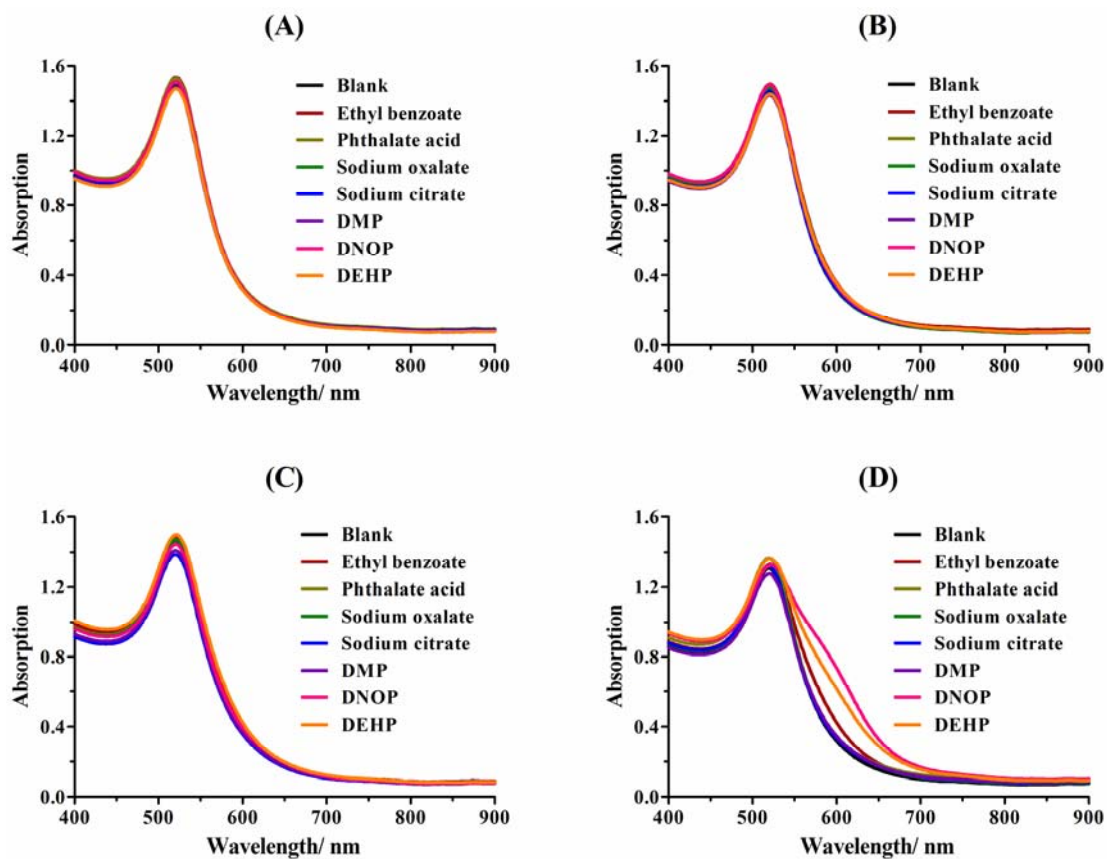 (A)
1.6
1.2
0.8
0.4
0.0
Absorption
Blank
Ethyl benzoate
Phthalate acid
Sodium oxalate
Sodium citrate
DMP
DNOP
DEHP
400 500 600 700 800 900
Wavelength/ nm
(B)
1.6
1.2
0.8
0.4
0.0
Absorption
Blank
Ethyl benzoate
Phthalate acid
Sodium oxalate
Sodium citrate
DMP
DNOP
DEHP
400 500 600 700 800 900
Wavelength/ nm
(C)
1.6
1.2
0.8
0.4
0.0
Absorption
Blank
Ethyl benzoate
Phthalate acid
Sodium oxalate
Sodium citrate
DMP
DNOP
DEHP
400 500 600 700 800 900
Wavelength/ nm
(D)
1.6
1.2
0.8
0.4
0.0
Absorption
Blank
Ethyl benzoate
Phthalate acid
Sodium oxalate
Sodium citrate
DMP
DNOP
DEHP
400 500 600 700 800 900
Wavelength/ nm